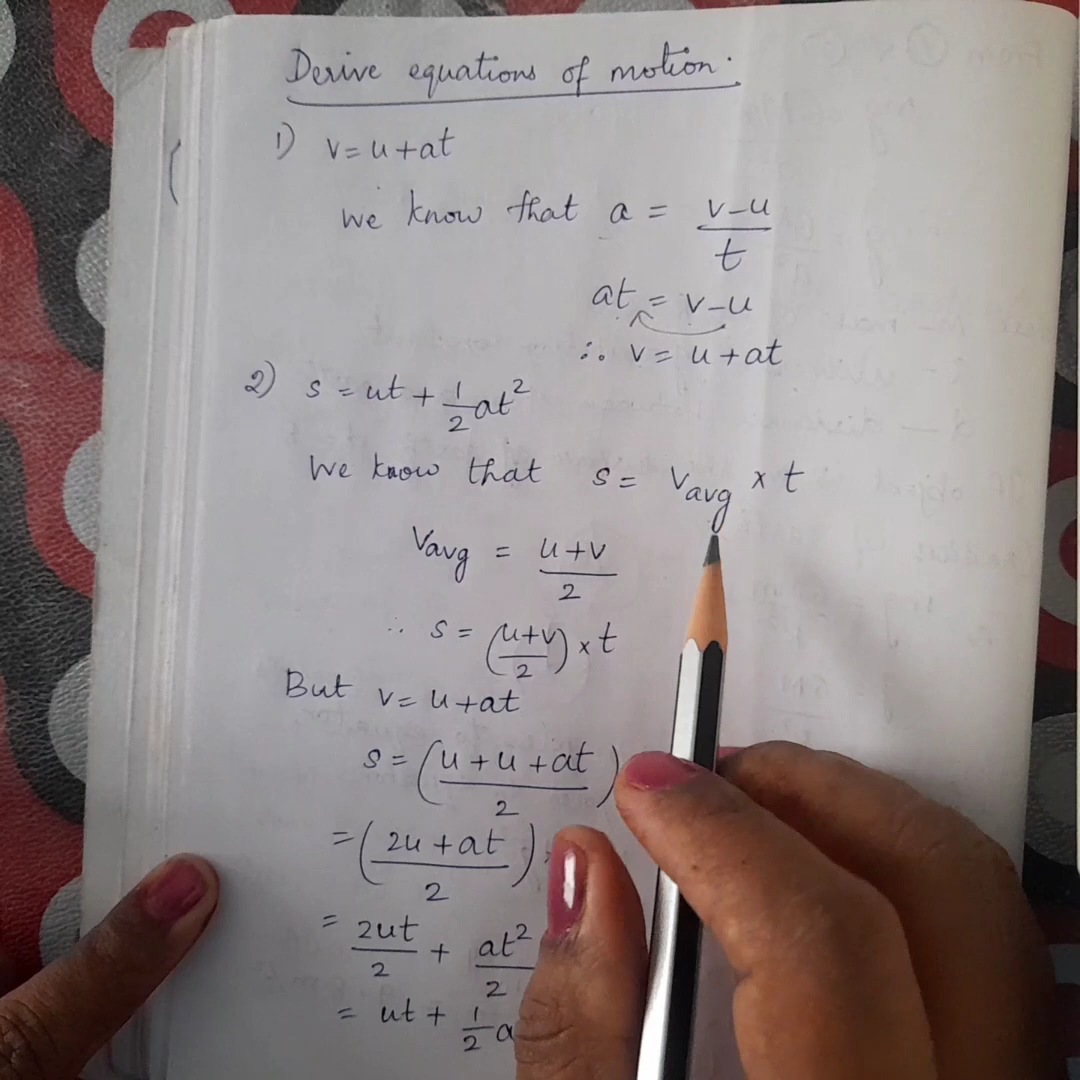 Derive equations of motion.
1) v=u+at
we know that a = v-u/t
at = v-u
∴ v = u+at
2) s = ut + 1/2 at²
We know that s = Vavg × t
Vavg = u+v/2
∴ s = (u+v/2) × t
But v = u+at
s = (u+u+at/2)
= (2u+at/2)
= 2ut/2 + at²/2
= ut + 1/2 a